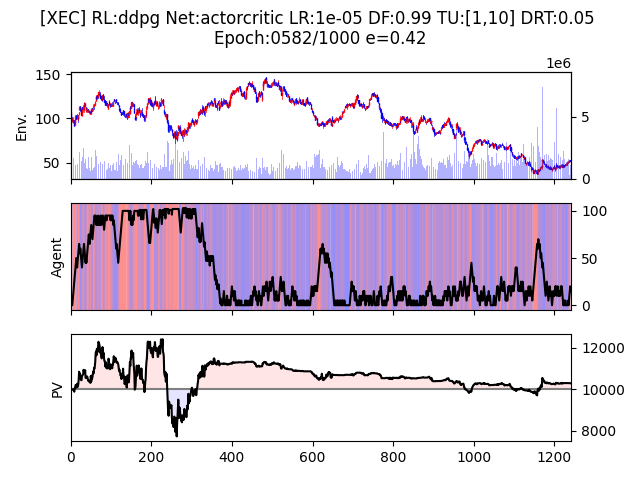 [XEC] RL:ddpg Net:actorcritic LR:1e-05 DF:0.99 TU:[1,10] DRT:0.05
Epoch:0582/1000 e=0.42
1e6
150
100
50
Env.
5
0
Agent
100
50
0
PV
12000
10000
8000
0 200 400 600 800 1000 1200